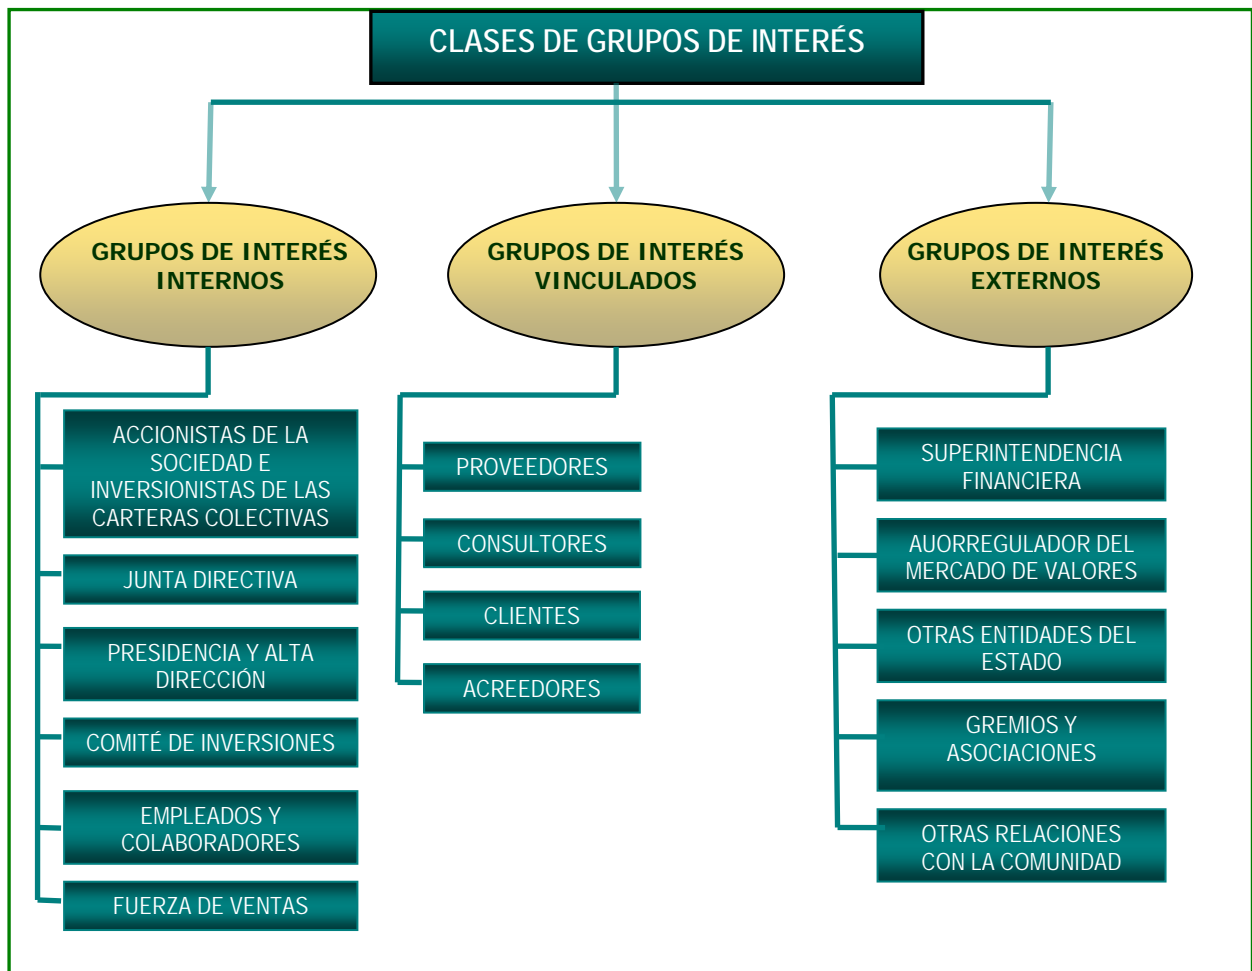 CLASES DE GRUPOS DE INTERÉS
GRUPOS DE INTERÉS
INTERNOS
GRUPOS DE INTERÉS
VINCULADOS
GRUPOS DE INTERÉS
EXTERNOS
ACCIONISTAS DE LA
SOCIEDAD E
INVERSIONISTAS DE LAS
CARTERAS COLECTIVAS
JUNTA DIRECTIVA
PRESIDENCIA Y ALTA
DIRECCIÓN
COMITÉ DE INVERSIONES
EMPLEADOS Y
COLABORADORES
FUERZA DE VENTAS
PROVEEDORES
CONSULTORES
CLIENTES
ACREEDORES
SUPERINTENDENCIA
FINANCIERA
AUORREGULADOR DEL
MERCADO DE VALORES
OTRAS ENTIDADES DEL
ESTADO
GREMIOS Y
ASOCIACIONES
OTRAS RELACIONES
CON LA COMUNIDAD